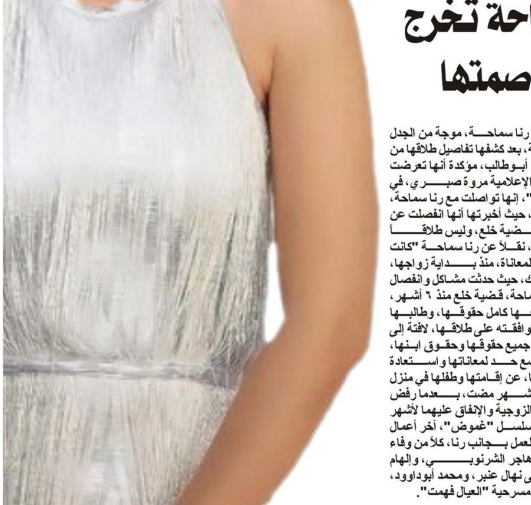 احة تخرج
صمتها
رنا سماحة، موجة من الجدل
ة، بعد كشفها تفاصيل طلاقها من
أبوطالب، مؤكدة أنها تعرضت
الإعلامية مروة صبري، في
"، إنها تواصلت مع رنا سماحة،
، حيث أخبرتها أنها انفصلت عن
ضية خلع، وليس طلاقا
، نقلاً عن رنا سماحة "كانت
لمعاناة، منذ بداية زواجها،
ك، حيث حدثت مشاكل وانفصال
ماحة، قضية خلع منذ ٦ أشهر،
ها كامل حقوقها، وطالبها
وافقته على طلاقها، لافتة إلى
جميع حقوقها وحقوق ابنها،
ضع حد لمعاناتها واستعادة
ا، عن إقامتها وطفلها في منزل
شهر مضت، بعدما رفض
الزوجية والإنفاق عليهما لأشهر
سلسل "غموض"، آخر أعمال
لعمل بجانب رنا، كلاً من وفاء
هاجر الشرنوبي، وإلهام
ى نهال عنبر، ومحمد أبوداوود،
مسرحية "العيال فهمت".